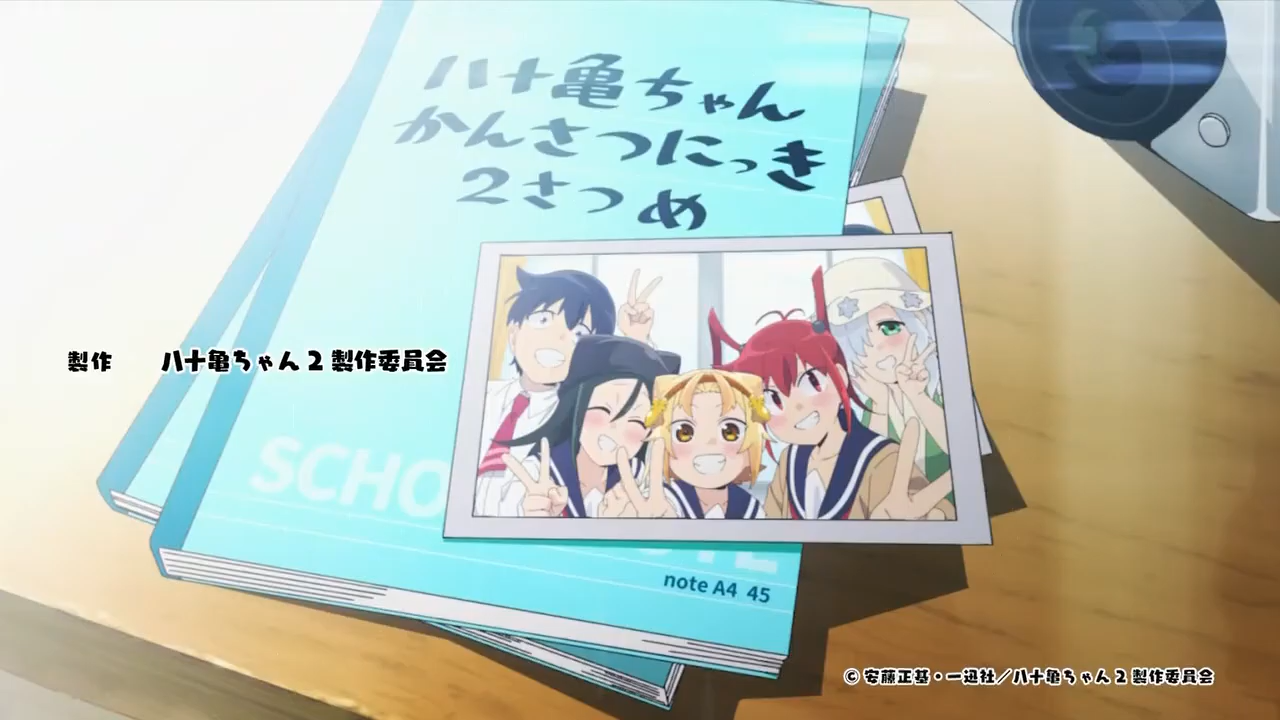 八十亀ちゃん
かんさつにっき
2さつめ
製作 八十亀ちゃん2製作委員会
SCHO
note A4 45
© 安藤正基・一迅社／八十亀ちゃん2製作委員会